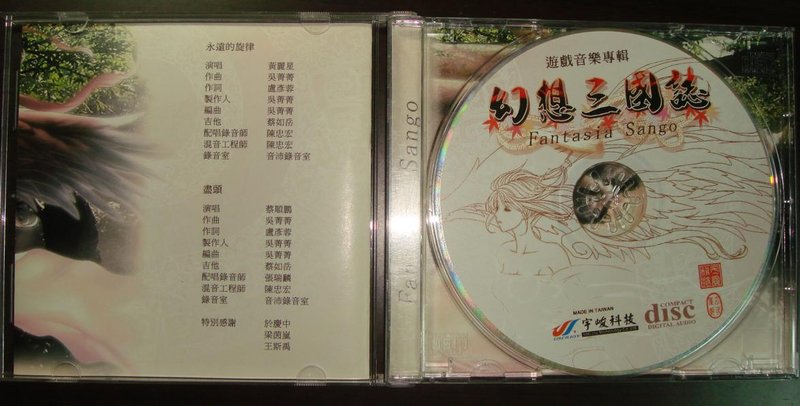 永遠的旋律
演唱 黃麗星
作曲 吳菁菁
作詞 盧彥蓉
製作人 吳菁菁
編曲 吳菁菁
吉他 蔡如岳
配唱錄音師 陳忠宏
混音工程師 陳忠宏
錄音室 音沛錄音室
盡頭
演唱 蔡順鵬
作曲 吳菁菁
作詞 盧彥蓉
製作人 吳菁菁
編曲 吳菁菁
吉他 蔡如岳
配唱錄音師 張瑞麟
混音工程師 陳忠宏
錄音室 音沛錄音室
特別感謝 於慶中
梁茵嵐
王斯禹
Fantasia Sango
遊戲音樂專輯
幻想三國誌
Fantasia Sango
MADE IN TAIWAN
宇峻科技
COMPACT
disc
DIGITAL AUDIO